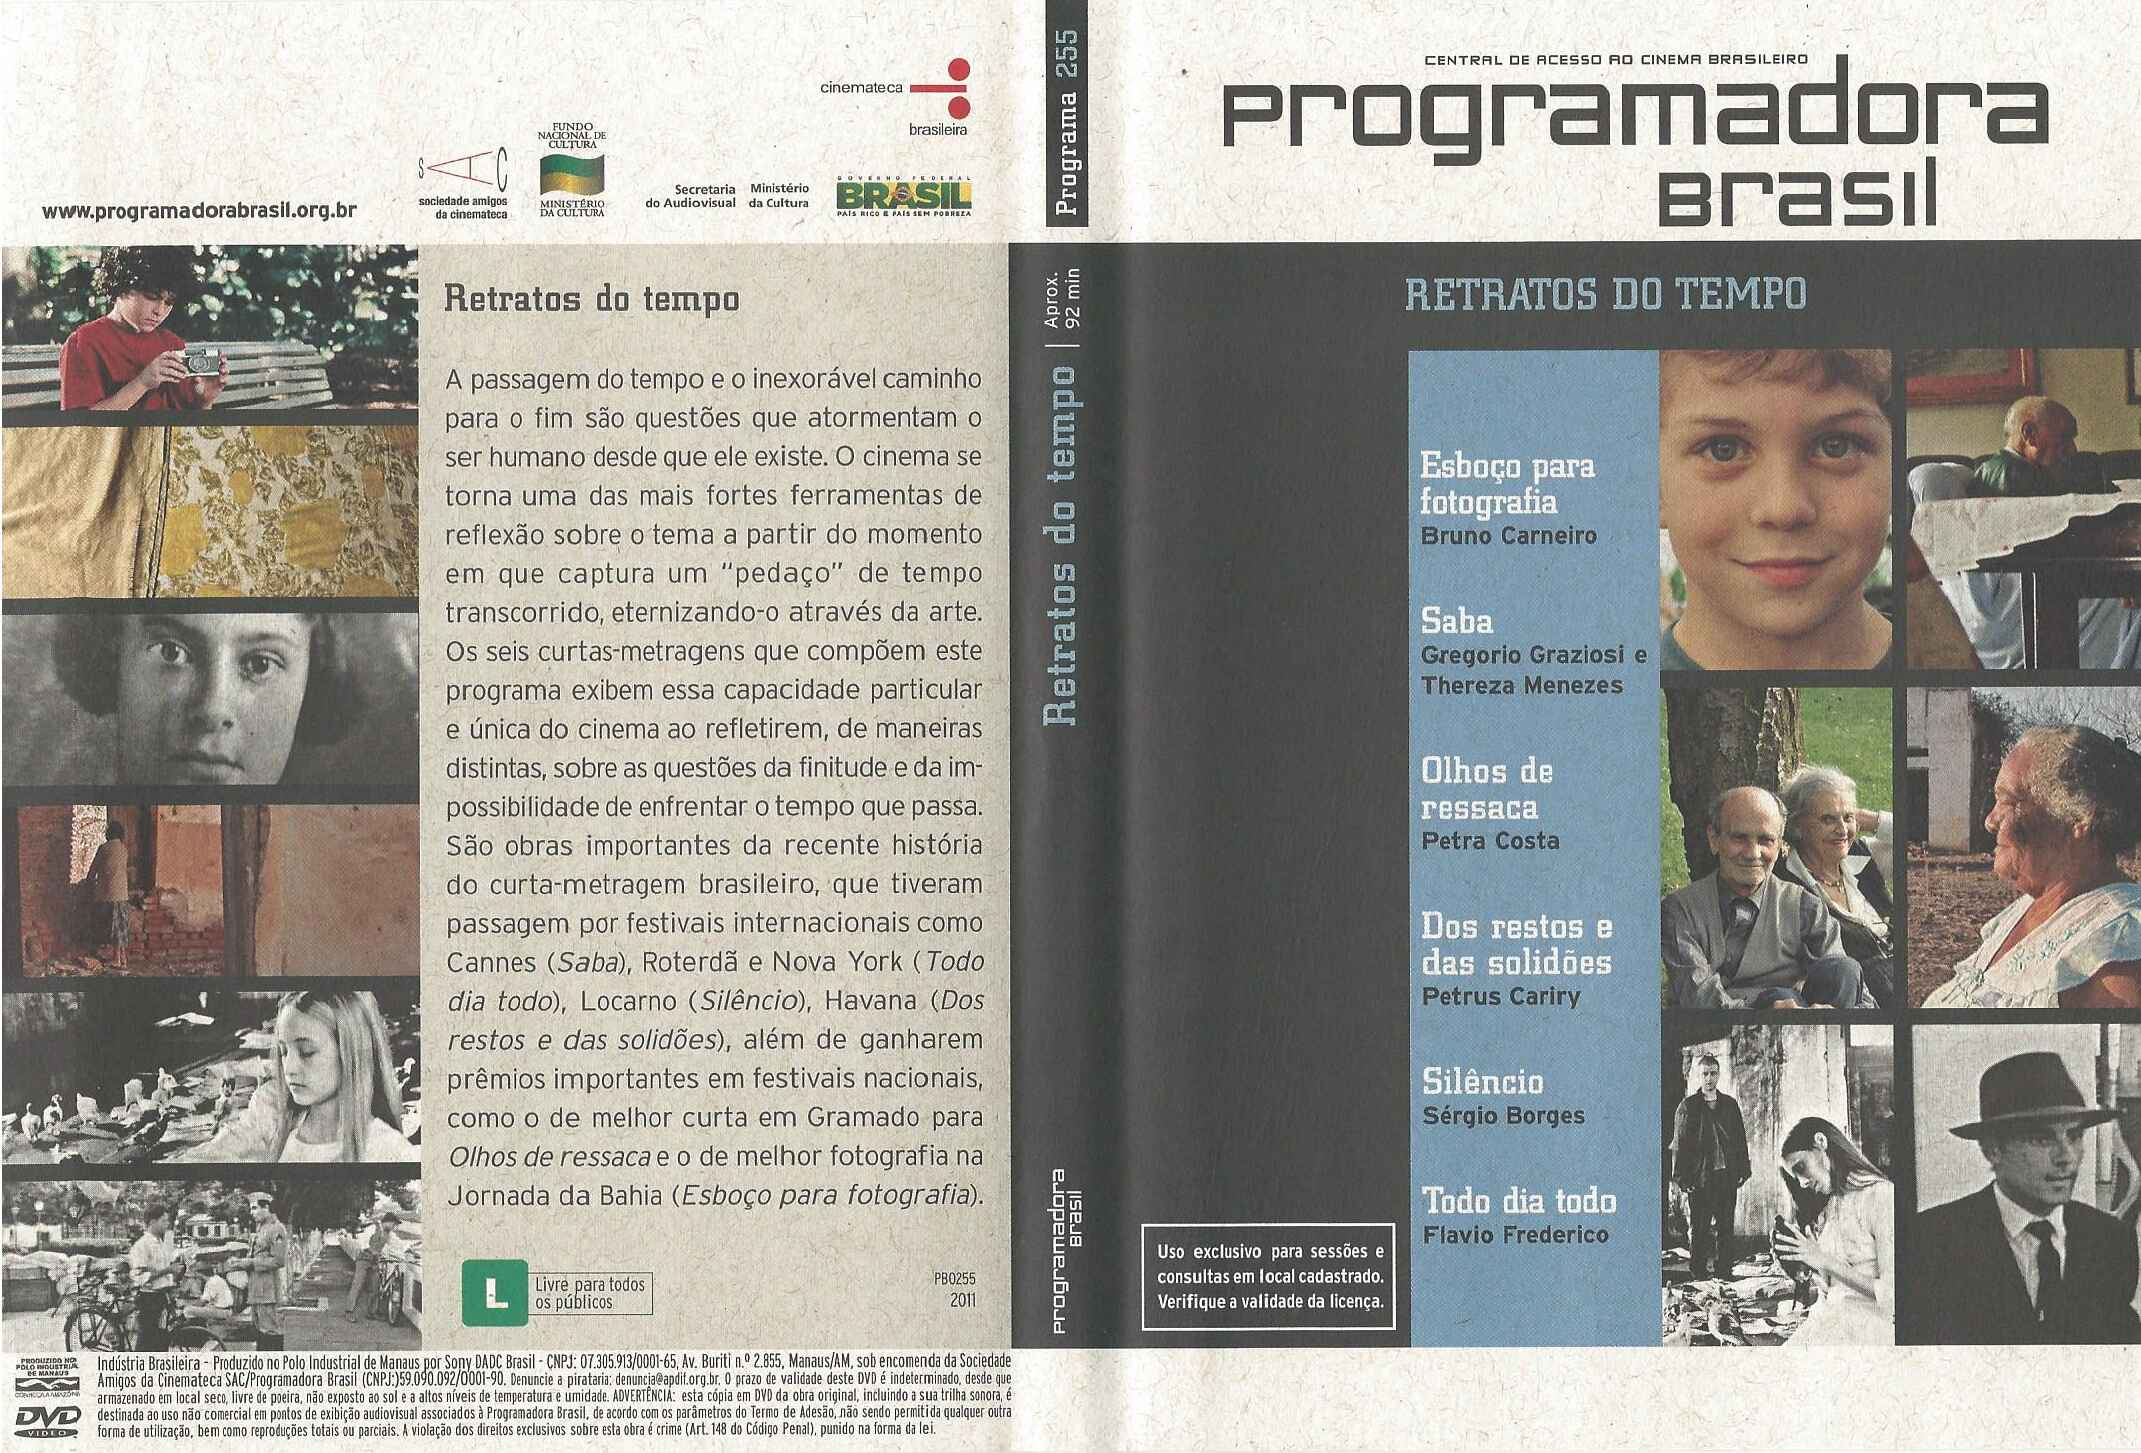 www.programadorabrasil.org.br
SAC
sociedade amigos
da cinemateca
FUNDO
NACIONAL DE
CULTURA
MINISTÉRIO
DA CULTURA
Secretaria
do Audiovisual
Ministério
da Cultura
cinemateca
brasileira
GOVERNO FEDERAL
BRASIL
PAÍS RICO É PAÍS SEM POBREZA
Retratos do tempo
A passagem do tempo e o inexorável caminho
para o fim são questões que atormentam o
ser humano desde que ele existe. O cinema se
torna uma das mais fortes ferramentas de
reflexão sobre o tema a partir do momento
em que captura um “pedaço” de tempo
transcorrido, eternizando-o através da arte.
Os seis curtas-metragens que compõem este
programa exibem essa capacidade particular
e única do cinema ao refletirem, de maneiras
distintas, sobre as questões da finitude e da im-
possibilidade de enfrentar o tempo que passa.
São obras importantes da recente história
do curta-metragem brasileiro, que tiveram
passagem por festivais internacionais como
Cannes (Saba), Roterdã e Nova York (Todo
dia todo), Locarno (Silêncio), Havana (Dos
restos e das solidões), além de ganharem
prêmios importantes em festivais nacionais,
como o de melhor curta em Gramado para
Olhos de ressaca e o de melhor fotografia na
Jornada da Bahia (Esboço para fotografia).
L
Livre para todos
os públicos
PB0255
2011
PRODUZIDO NO
POLO INDUSTRIAL
DE MANAUS
CONHEÇA A AMAZÔNIA
DVD
VIDEO
Indústria Brasileira - Produzido no Polo Industrial de Manaus por Sony DADC Brasil - CNPJ: 07.305.913/0001-65, Av. Buriti n.º 2.855, Manaus/AM, sob encomenda da Sociedade
Amigos da Cinemateca SAC/Programadora Brasil (CNPJ:)59.090.092/0001-90. Denuncie a pirataria: denuncia@apdif.org.br. O prazo de validade deste DVD é indeterminado, desde que
armazenado em local seco, livre de poeira, não exposto ao sol e a altos níveis de temperatura e umidade. ADVERTÊNCIA: esta cópia em DVD da obra original, incluindo a sua trilha sonora, é
destinada ao uso não comercial em pontos de exibição audiovisual associados à Programadora Brasil, de acordo com os parâmetros do Termo de Adesão, não sendo permitida qualquer outra
forma de utilização, bem como reproduções totais ou parciais. A violação dos direitos exclusivos sobre esta obra é crime (Art. 148 do Código Penal), punido na forma da lei.
Programa 255
Retratos do tempo
Aprox.
92 min
programadora
Brasil
CENTRAL DE ACESSO AO CINEMA BRASILEIRO
programadora
Brasil
RETRATOS DO TEMPO
Esboço para
fotografia
Bruno Carneiro
Saba
Gregorio Graziosi e
Thereza Menezes
Olhos de
ressaca
Petra Costa
Dos restos e
das solidões
Petrus Cariry
Silêncio
Sérgio Borges
Todo dia todo
Flavio Frederico
Uso exclusivo para sessões e
consultas em local cadastrado.
Verifique a validade da licença.